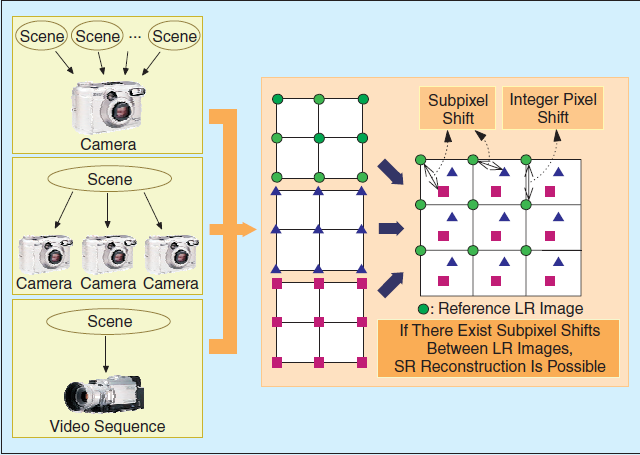 Scene Scene ... Scene
Camera
Scene
Camera Camera Camera
Scene
Video Sequence
Subpixel
Shift
Integer Pixel
Shift
: Reference LR Image
If There Exist Subpixel Shifts
Between LR Images,
SR Reconstruction Is Possible